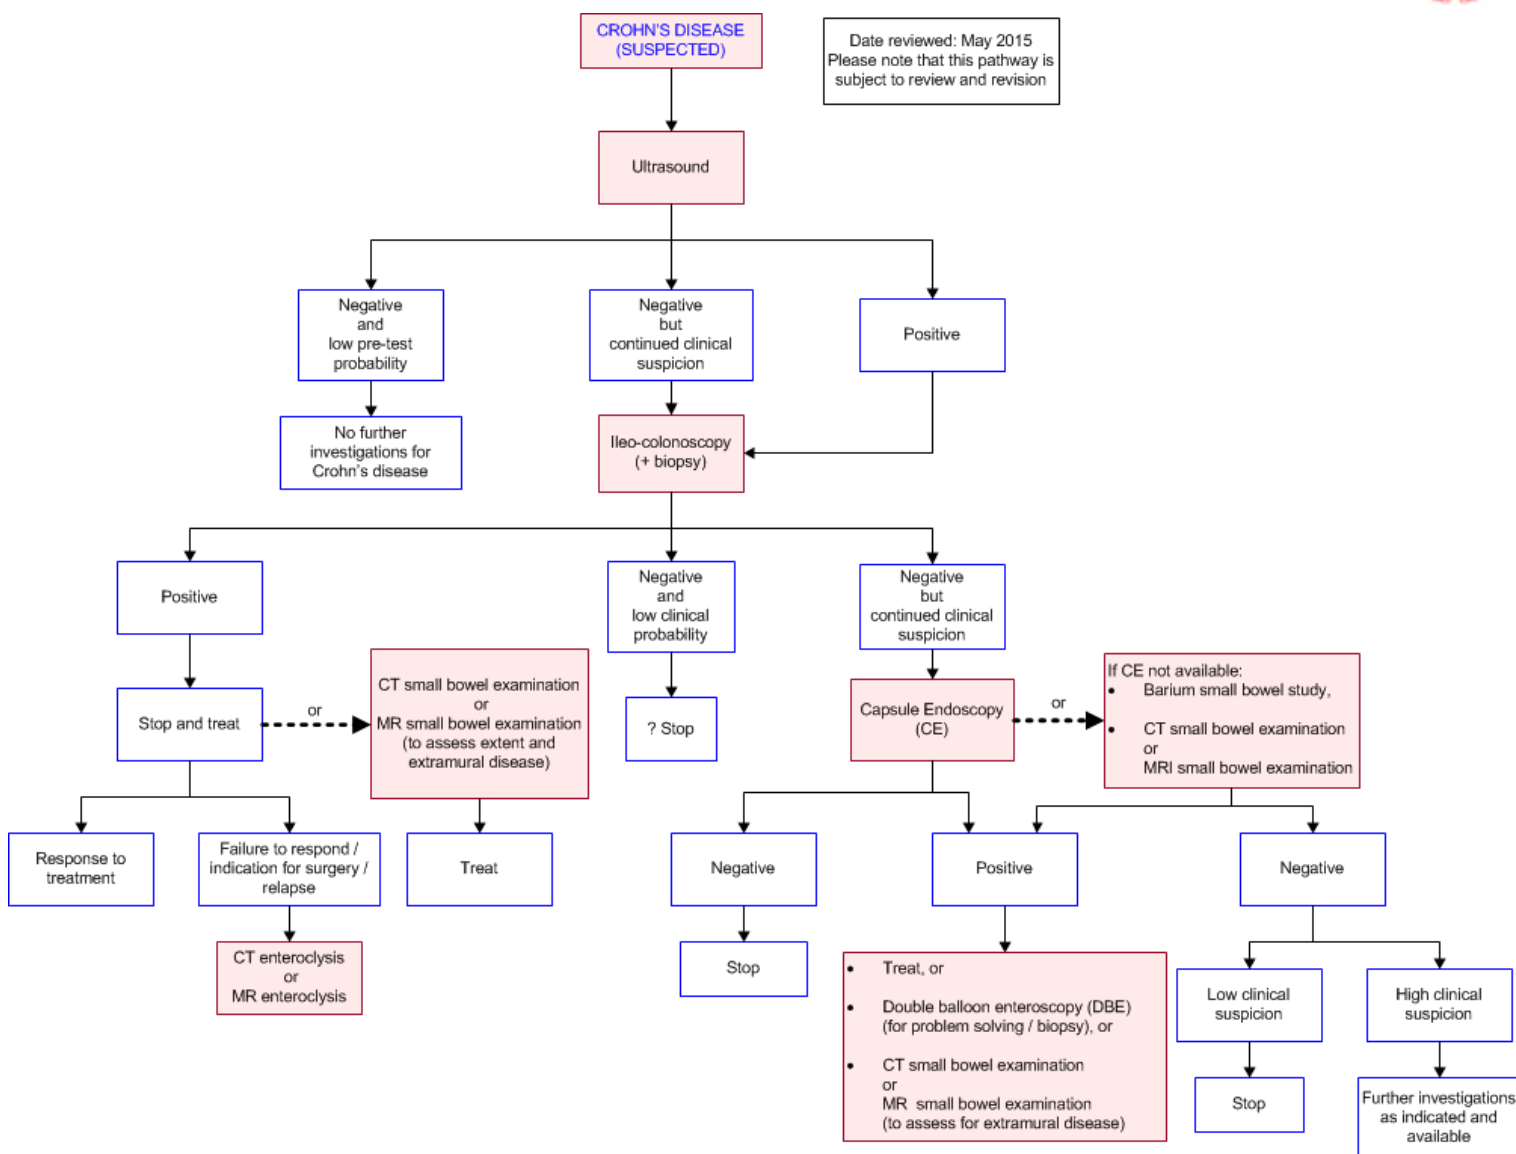 CROHN'S DISEASE
(SUSPECTED)
Date reviewed: May 2015
Please note that this pathway is
subject to review and revision
Ultrasound
Negative
and
low pre-test
probability
Negative
but
continued clinical
suspicion
Positive
No further
investigations for
Crohn's disease
Ileo-colonoscopy
(+ biopsy)
Positive
Negative
and
low clinical
probability
Negative
but
continued clinical
suspicion
Stop and treat
or
CT small bowel examination
or
MR small bowel examination
(to assess extent and
extramural disease)
? Stop
Capsule Endoscopy
(CE)
or
If CE not available:
• Barium small bowel study,
• CT small bowel examination
or
MRI small bowel examination
Response to
treatment
Failure to respond /
indication for surgery /
relapse
Treat
Negative
Positive
Negative
CT enteroclysis
or
MR enteroclysis
Stop
• Treat, or
• Double balloon enteroscopy (DBE)
(for problem solving / biopsy), or
• CT small bowel examination
or
MR small bowel examination
(to assess for extramural disease)
Low clinical
suspicion
High clinical
suspicion
Stop
Further investigations
as indicated and
available